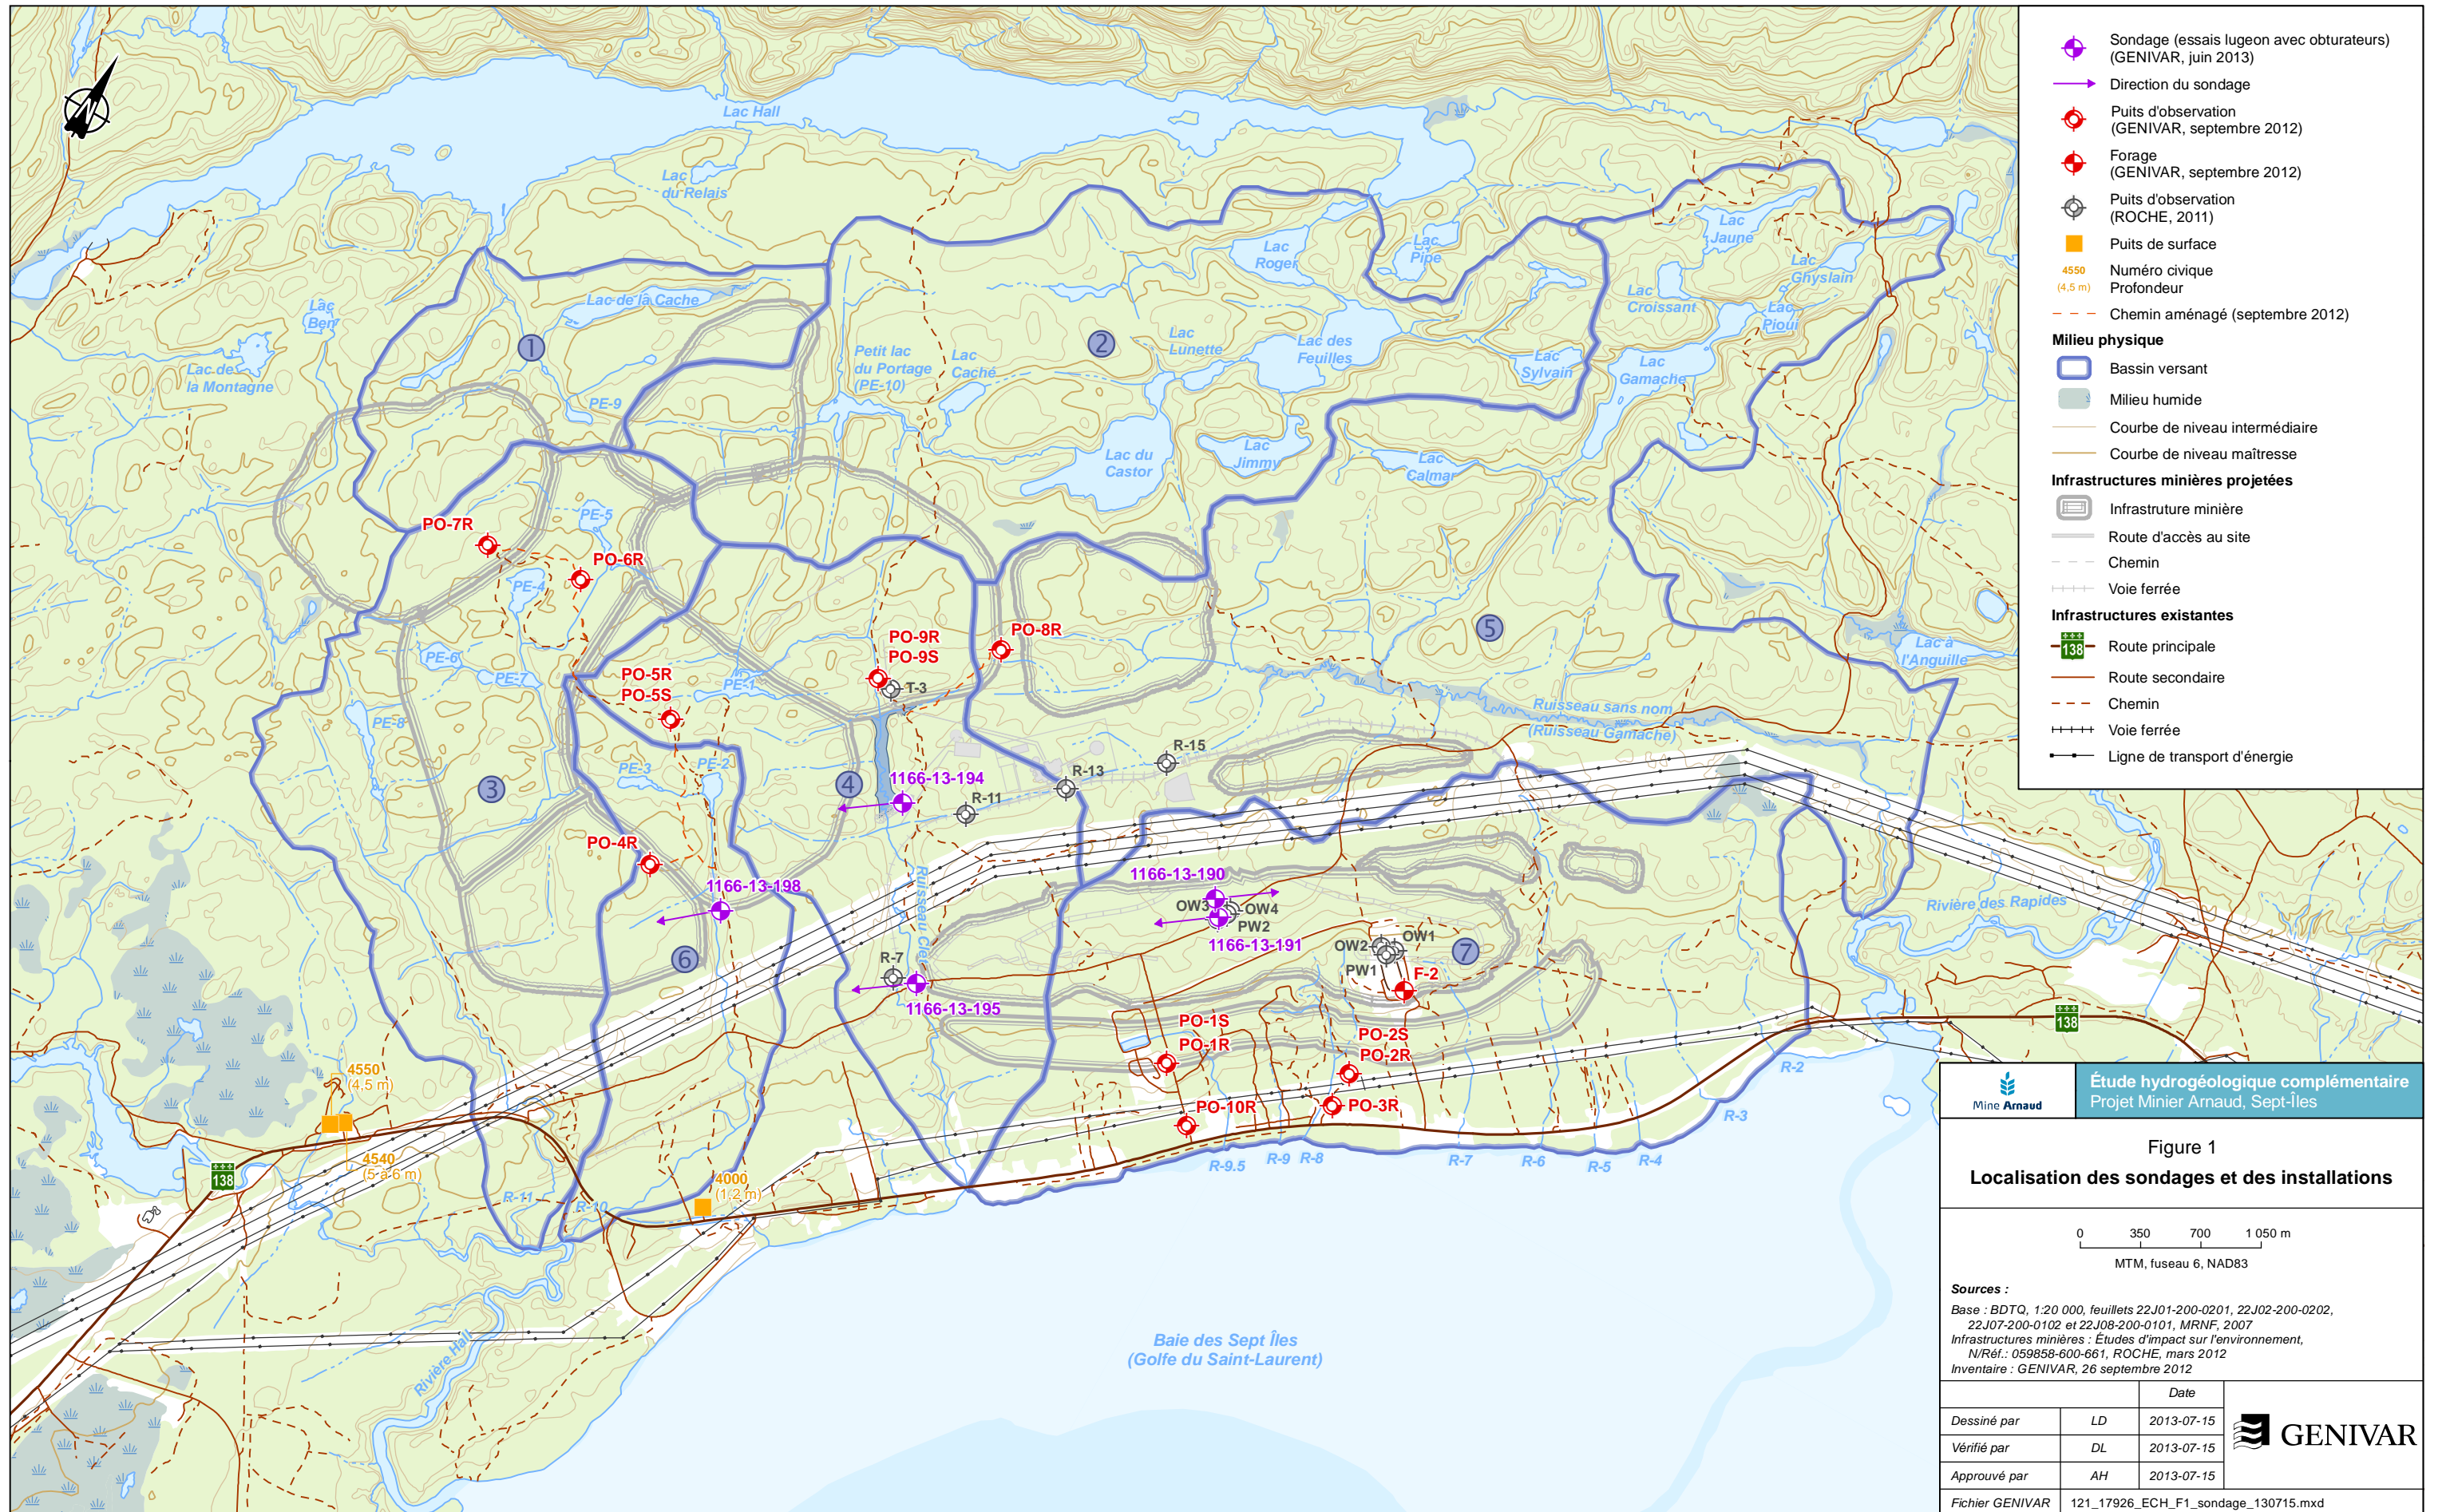 N
Lac Hall
Lac
du Relais
Lac
Ben
Lac de
la Montagne
Lac de la Cache
PE-9
Petit lac
du Portage
(PE-10)
Lac
Caché
Lac
Roger
Lac
Pipe
Lac
Jaune
Lac
Ghyslain
Lac
Croissant
Lac
Pioui
Lac
Lunette
Lac des
Feuilles
Lac
Sylvain
Lac
Gamache
Lac du
Castor
Lac
Jimmy
Lac
Calmar
Lac à
l'Anguille
1
2
3
4
5
6
7
PO-7R
PE-5
PO-6R
PE-4
PE-6
PE-7
PE-8
PO-5R
PO-5S
PE-1
PE-3
PE-2
PO-9R
PO-9S
T-3
PO-8R
R-15
R-13
R-11
Ruisseau sans nom
(Ruisseau Gamache)
1166-13-194
PO-4R
1166-13-198
Ruisseau Clet
R-7
1166-13-195
1166-13-190
OW3
OW4
PW2
1166-13-191
OW2
OW1
PW1
F-2
PO-1S
PO-1R
PO-2S
PO-2R
PO-10R
PO-3R
Rivière des Rapides
138
138
4550
(4,5 m)
4540
(5 à 6 m)
4000
(1,2 m)
R-11
R-10
R-9.5
R-9
R-8
R-7
R-6
R-5
R-4
R-3
R-2
Rivière Hall
Baie des Sept Îles
(Golfe du Saint-Laurent)
Sondage (essais lugeon avec obturateurs)
(GENIVAR, juin 2013)
Direction du sondage
Puits d'observation
(GENIVAR, septembre 2012)
Forage
(GENIVAR, septembre 2012)
Puits d'observation
(ROCHE, 2011)
Puits de surface
4550 Numéro civique
(4,5 m) Profondeur
Chemin aménagé (septembre 2012)
Milieu physique
Bassin versant
Milieu humide
Courbe de niveau intermédiaire
Courbe de niveau maîtresse
Infrastructures minières projetées
Infrastruture minière
Route d'accès au site
Chemin
Voie ferrée
Infrastructures existantes
138 Route principale
Route secondaire
Chemin
Voie ferrée
Ligne de transport d'énergie
Mine Arnaud
Étude hydrogéologique complémentaire
Projet Minier Arnaud, Sept-Îles
Figure 1
Localisation des sondages et des installations
0 350 700 1 050 m
MTM, fuseau 6, NAD83
Sources :
Base : BDTQ, 1:20 000, feuillets 22J01-200-0201, 22J02-200-0202,
22J07-200-0102 et 22J08-200-0101, MRNF, 2007
Infrastructures minières : Études d'impact sur l'environnement,
N/Réf.: 059858-600-661, ROCHE, mars 2012
Inventaire : GENIVAR, 26 septembre 2012
Date
Dessiné par LD 2013-07-15
Vérifié par DL 2013-07-15
Approuvé par AH 2013-07-15
GENIVAR
Fichier GENIVAR 121_17926_ECH_F1_sondage_130715.mxd